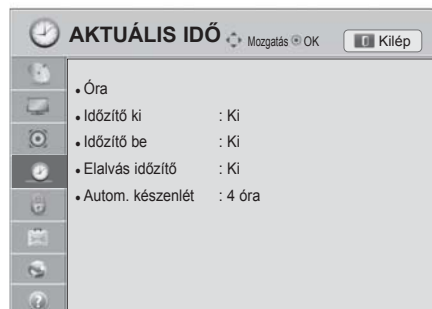 AKTUÁLIS IDŐ Mozgatás OK Kilép
Óra
Időzítő ki : Ki
Időzítő be : Ki
Elalvás időzítő : Ki
Autom. készenlét : 4 óra